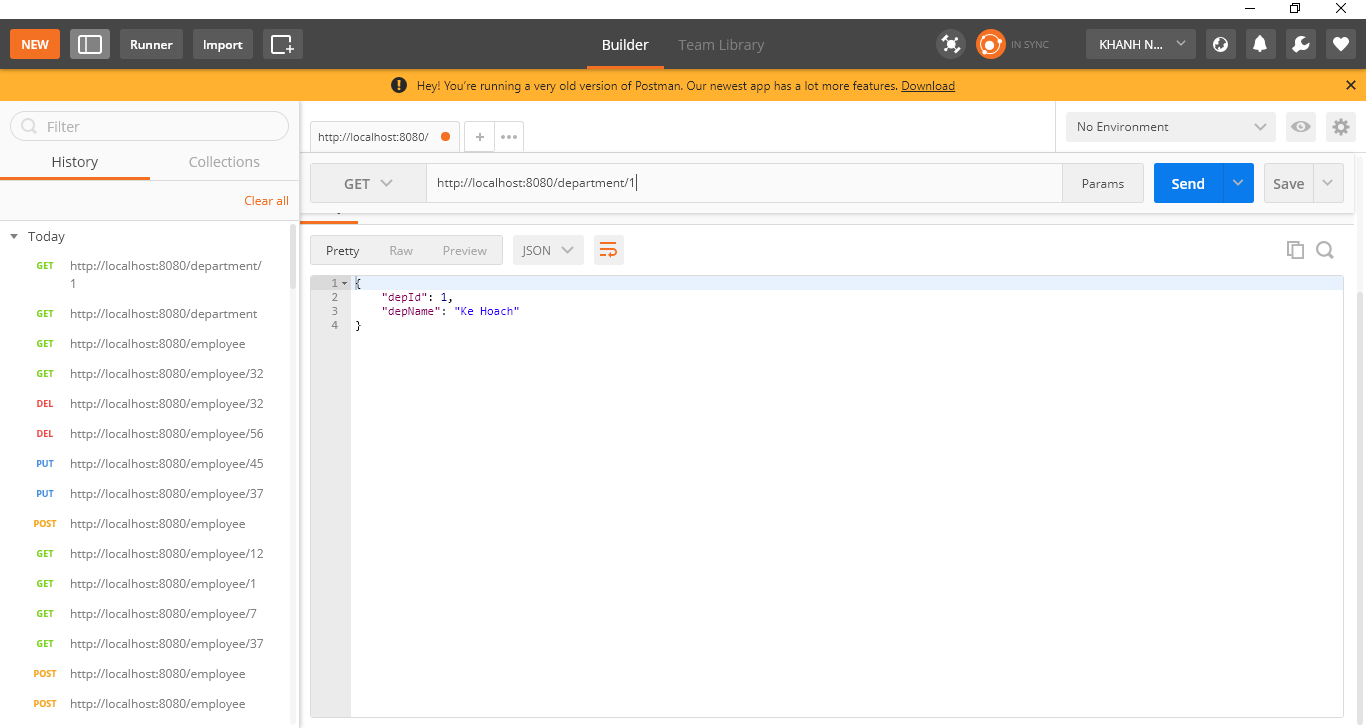 NEW
Runner
Import
Builder
Team Library
IN SYNC
KHANH N...
Hey! You're running a very old version of Postman. Our newest app has a lot more features. Download
Filter
History
Collections
Clear all
Today
GET http://localhost:8080/department/
1
GET http://localhost:8080/department
GET http://localhost:8080/employee
GET http://localhost:8080/employee/32
DEL http://localhost:8080/employee/32
DEL http://localhost:8080/employee/56
PUT http://localhost:8080/employee/45
PUT http://localhost:8080/employee/37
POST http://localhost:8080/employee
GET http://localhost:8080/employee/12
GET http://localhost:8080/employee/1
GET http://localhost:8080/employee/7
GET http://localhost:8080/employee/37
POST http://localhost:8080/employee
POST http://localhost:8080/employee
http://localhost:8080/
No Environment
GET
http://localhost:8080/department/1
Params
Send
Save
Pretty
Raw
Preview
JSON
1 {
2 "depId": 1,
3 "depName": "Ke Hoach"
4 }